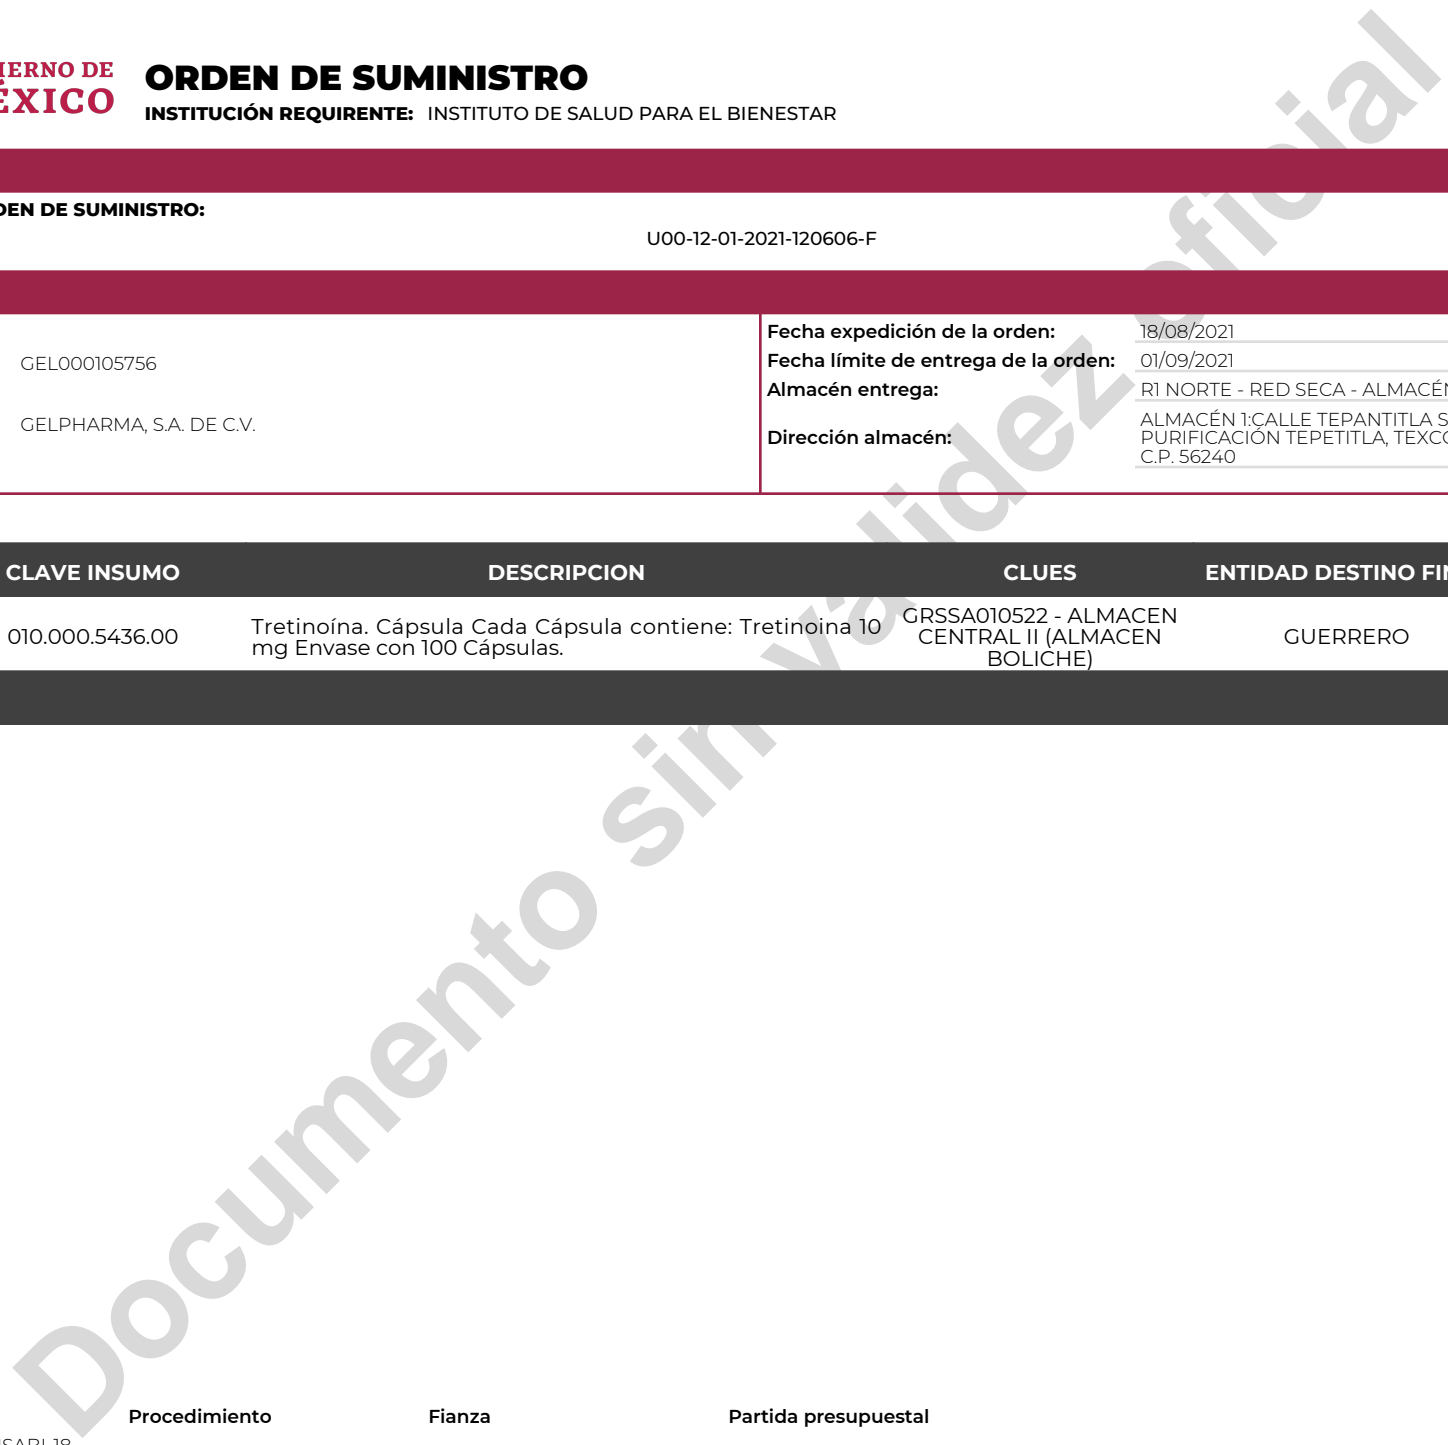 ORDEN DE SUMINISTRO
INSTITUCIÓN REQUIRENTE: INSTITUTO DE SALUD PARA EL BIENESTAR
DE
XICO
DE SUMINISTRO:
U00-12-01-2021-120606-F
GEL000105756
GELPHARMA, S.A. DE C.V.
Fecha expedición de la orden: 18/08/2021
Fecha límite de entrega de la orden: 01/09/2021
Almacén entrega: R1 NORTE - RED SECA - ALMACÉN
Dirección almacén:
ALMACÉN 1:CALLE TEPANTITLA S
PURIFICACIÓN TEPETITLA, TEXCO
C.P. 56240
CLAVE INSUMO DESCRIPCION CLUES ENTIDAD DESTINO FIN
010.000.5436.00
Tretinoína. Cápsula Cada Cápsula contiene: Tretinoina 10
mg Envase con 100 Cápsulas.
GRSSA010522 - ALMACEN
CENTRAL II (ALMACEN
BOLICHE)
GUERRERO
Documento sin validez oficial
Procedimiento Fianza Partida presupuestal